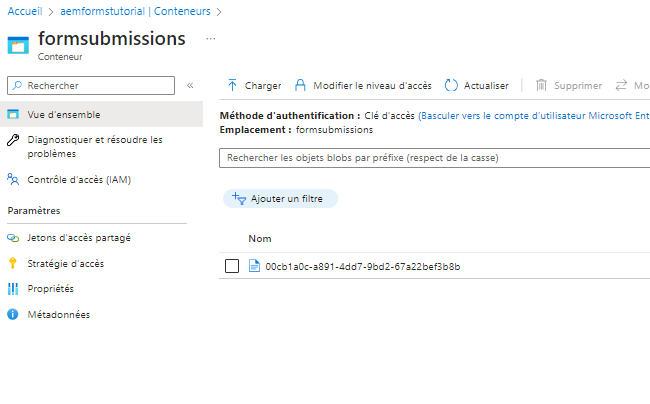 Accueil > aemformstutorial | Conteneurs >
formsubmissions ...
Conteneur
Rechercher «
Charger Modifier le niveau d'accès Actualiser Supprimer Mo
Vue d'ensemble
Diagnostiquer et résoudre les
problèmes
Contrôle d'accès (IAM)
Paramètres
Jetons d'accès partagé
Stratégie d'accès
Propriétés
Métadonnées
Méthode d'authentification : Clé d'accès (Basculer vers le compte d'utilisateur Microsoft Ent
Emplacement : formsubmissions
Rechercher les objets blobs par préfixe (respect de la casse)
Ajouter un filtre
Nom
00cb1a0c-a891-4dd7-9bd2-67a22bef3b8b